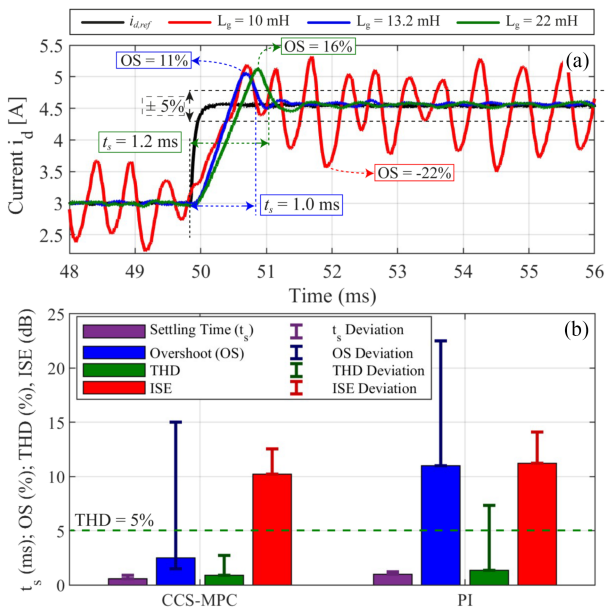 i_d,ref L_g = 10 mH L_g = 13.2 mH L_g = 22 mH
OS = 16% (a)
OS = 11%
± 5%
t_s = 1.2 ms
OS = -22%
t_s = 1.0 ms
Current i_d [A]
5
4.5
4
3.5
3
2.5
48 49 50 51 52 53 54 55 56
Time (ms)
(b)
Settling Time (t_s) t_s Deviation
Overshoot (OS) OS Deviation
THD THD Deviation
ISE ISE Deviation
THD = 5%
t_s (ms); OS (%); THD (%), ISE (dB)
25
20
15
10
5
0
CCS-MPC PI